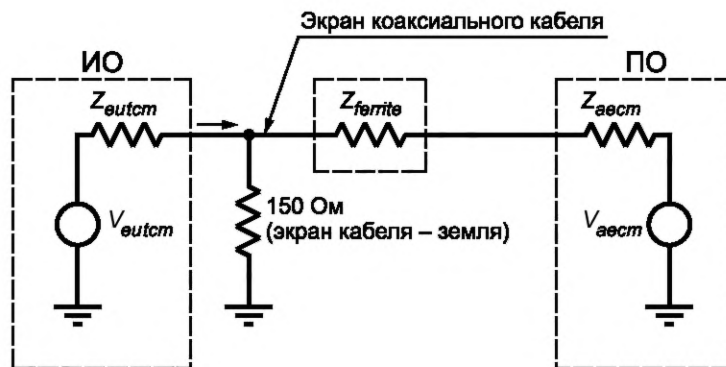 Экран коаксиального кабеля
ИО
ПО
Z_eutcm
Z_ferrite
Z_aecm
150 Ом
(экран кабеля – земля)
V_eutcm
V_aecm